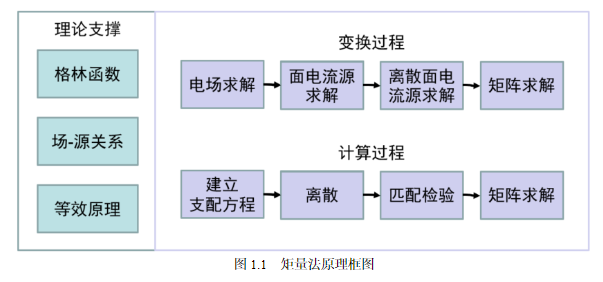 理论支撑
格林函数
场-源关系
等效原理
变换过程
电场求解
面电流源
求解
离散面电
流源求解
矩阵求解
计算过程
建立
支配方程
离散
匹配检验
矩阵求解
图 1.1 矩量法原理框图